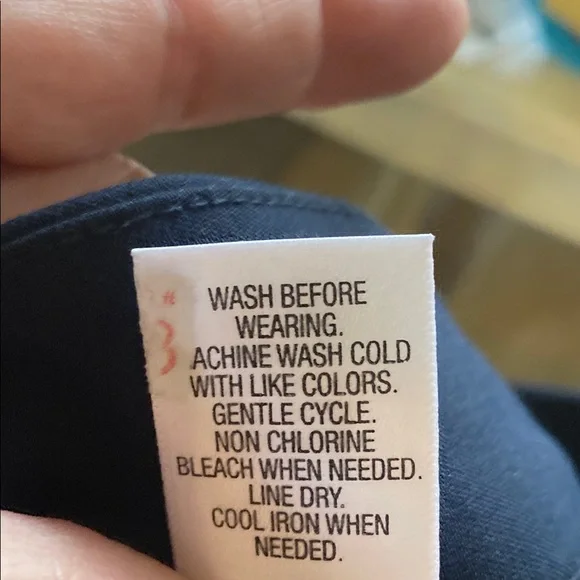 WASH BEFORE
WEARING.
ACHINE WASH COLD
WITH LIKE COLORS.
GENTLE CYCLE.
NON CHLORINE
BLEACH WHEN NEEDED.
LINE DRY.
COOL IRON WHEN
NEEDED.
# 3